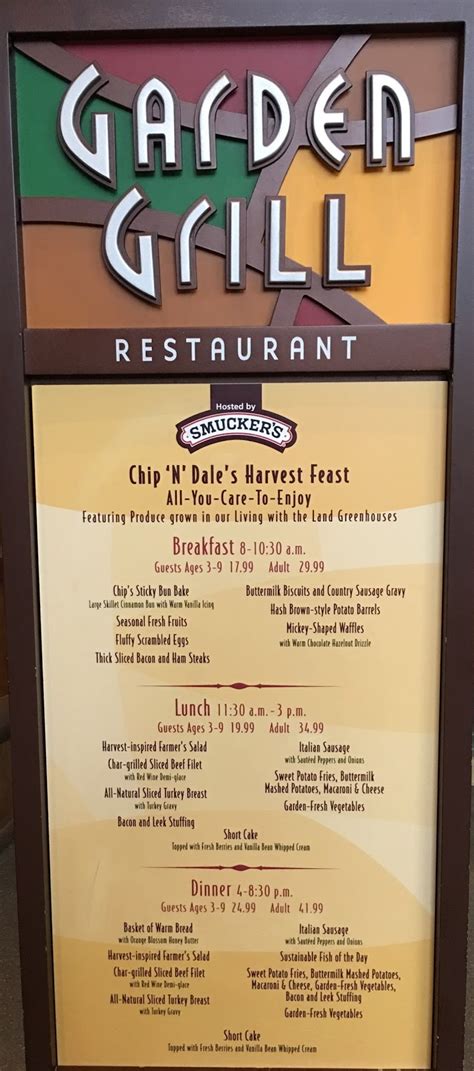 GARDEN
GRILL
RESTAURANT
Hosted by
SMUCKER'S
Chip 'N' Dale's Harvest Feast
All-You-Care-To-Enjoy
Featuring Produce grown in our Living with the Land Greenhouses
Breakfast 8-10:30 a.m.
Guests Ages 3-9 17.99 Adult 29.99
Chip's Sticky Bun Bake
Large Skillet Cinnamon Bun with Warm Vanilla Icing
Seasonal Fresh Fruits
Fluffy Scrambled Eggs
Thick Sliced Bacon and Ham Steaks
Buttermilk Biscuits and Country Sausage Gravy
Hash Brown-style Potato Barrels
Mickey-Shaped Waffles
with Warm Chocolate Hazelnut Drizzle
Lunch 11:30 a.m.-3 p.m.
Guests Ages 3-9 19.99 Adult 34.99
Harvest-inspired Farmer's Salad
Char-grilled Sliced Beef Filet
with Red Wine Demi-glace
All-Natural Sliced Turkey Breast
with Turkey Gravy
Bacon and Leek Stuffing
Italian Sausage
with Sautéed Peppers and Onions
Sweet Potato Fries, Buttermilk
Mashed Potatoes, Macaroni & Cheese
Garden-Fresh Vegetables
Short Cake
Topped with Fresh Berries and Vanilla Bean Whipped Cream
Dinner 4-8:30 p.m.
Guests Ages 3-9 24.99 Adult 41.99
Basket of Warm Bread
with Orange Blossom Honey Butter
Harvest-inspired Farmer's Salad
Char-grilled Sliced Beef Filet
with Red Wine Demi-glace
All-Natural Sliced Turkey Breast
with Turkey Gravy
Italian Sausage
with Sautéed Peppers and Onions
Sustainable Fish of the Day
Sweet Potato Fries, Buttermilk Mashed Potatoes,
Macaroni & Cheese, Garden-Fresh Vegetables,
Bacon and Leek Stuffing
Garden-Fresh Vegetables
Short Cake
Topped with Fresh Berries and Vanilla Bean Whipped Cream